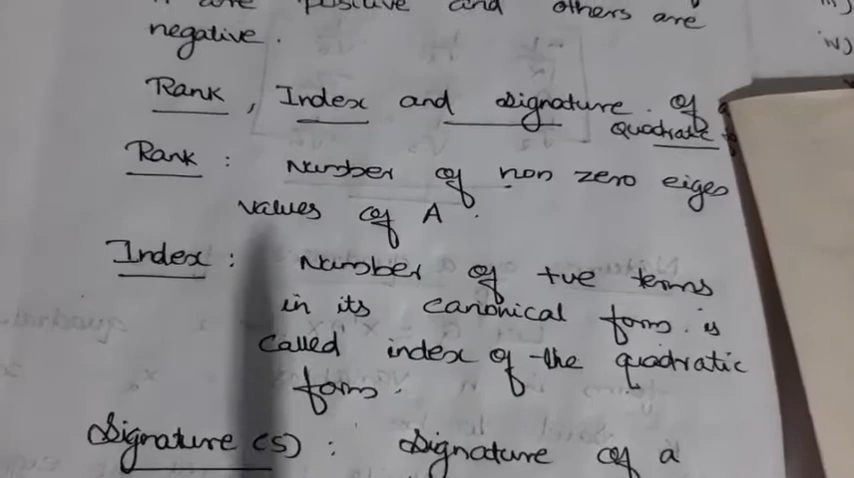 are positive and others are
negative.
Rank, Index and signature. of
quadratic
Rank : Number of non zero eigen
values of A.
Index : Number of +ve terms
in its canonical form. is
called index of the quadratic
form.
Signature (S) : Signature of a
iv)